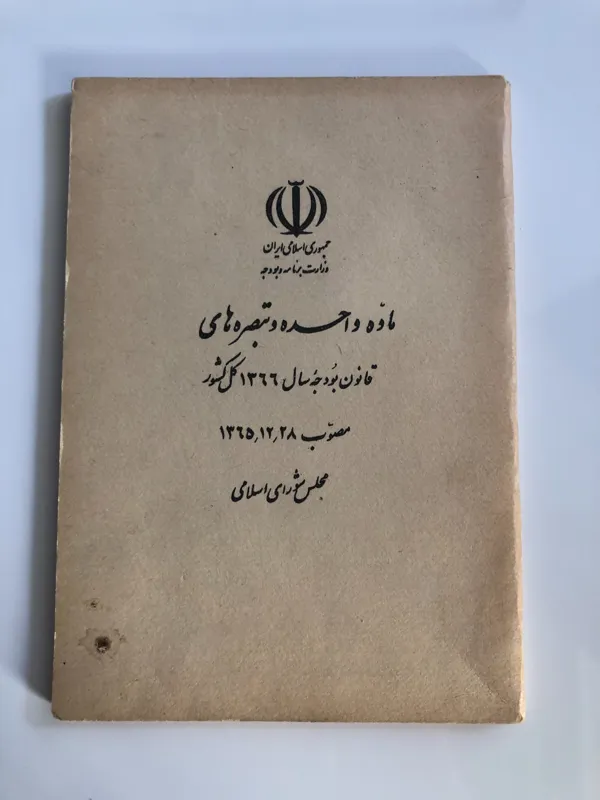 جمهوری اسلامی ایران
وزارت برنامه و بودجه
مادّه واحده و تبصره های
قانون بودجهٔ سال ۱۳۶۶ کل کشور
مصوّب ۱۳۶۵٫۱۲٫۲۸
مجلس شورای اسلامی